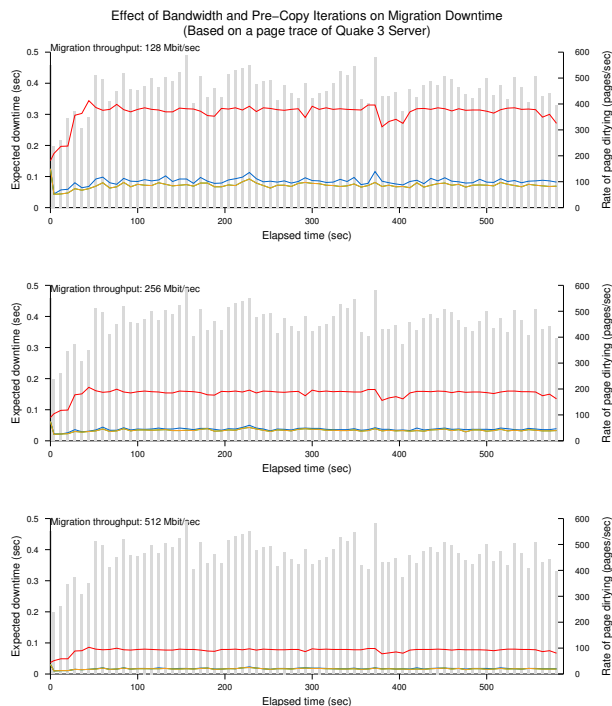 Effect of Bandwidth and Pre−Copy Iterations on Migration Downtime
(Based on a page trace of Quake 3 Server)
Migration throughput: 128 Mbit/sec
Expected downtime (sec)
0.5
0.4
0.3
0.2
0.1
0
Rate of page dirtying (pages/sec)
600
500
400
300
200
100
0
0 100 200 300 400 500
Elapsed time (sec)
Migration throughput: 256 Mbit/sec
Expected downtime (sec)
0.5
0.4
0.3
0.2
0.1
0
Rate of page dirtying (pages/sec)
600
500
400
300
200
100
0
0 100 200 300 400 500
Elapsed time (sec)
Migration throughput: 512 Mbit/sec
Expected downtime (sec)
0.5
0.4
0.3
0.2
0.1
0
Rate of page dirtying (pages/sec)
600
500
400
300
200
100
0
0 100 200 300 400 500
Elapsed time (sec)